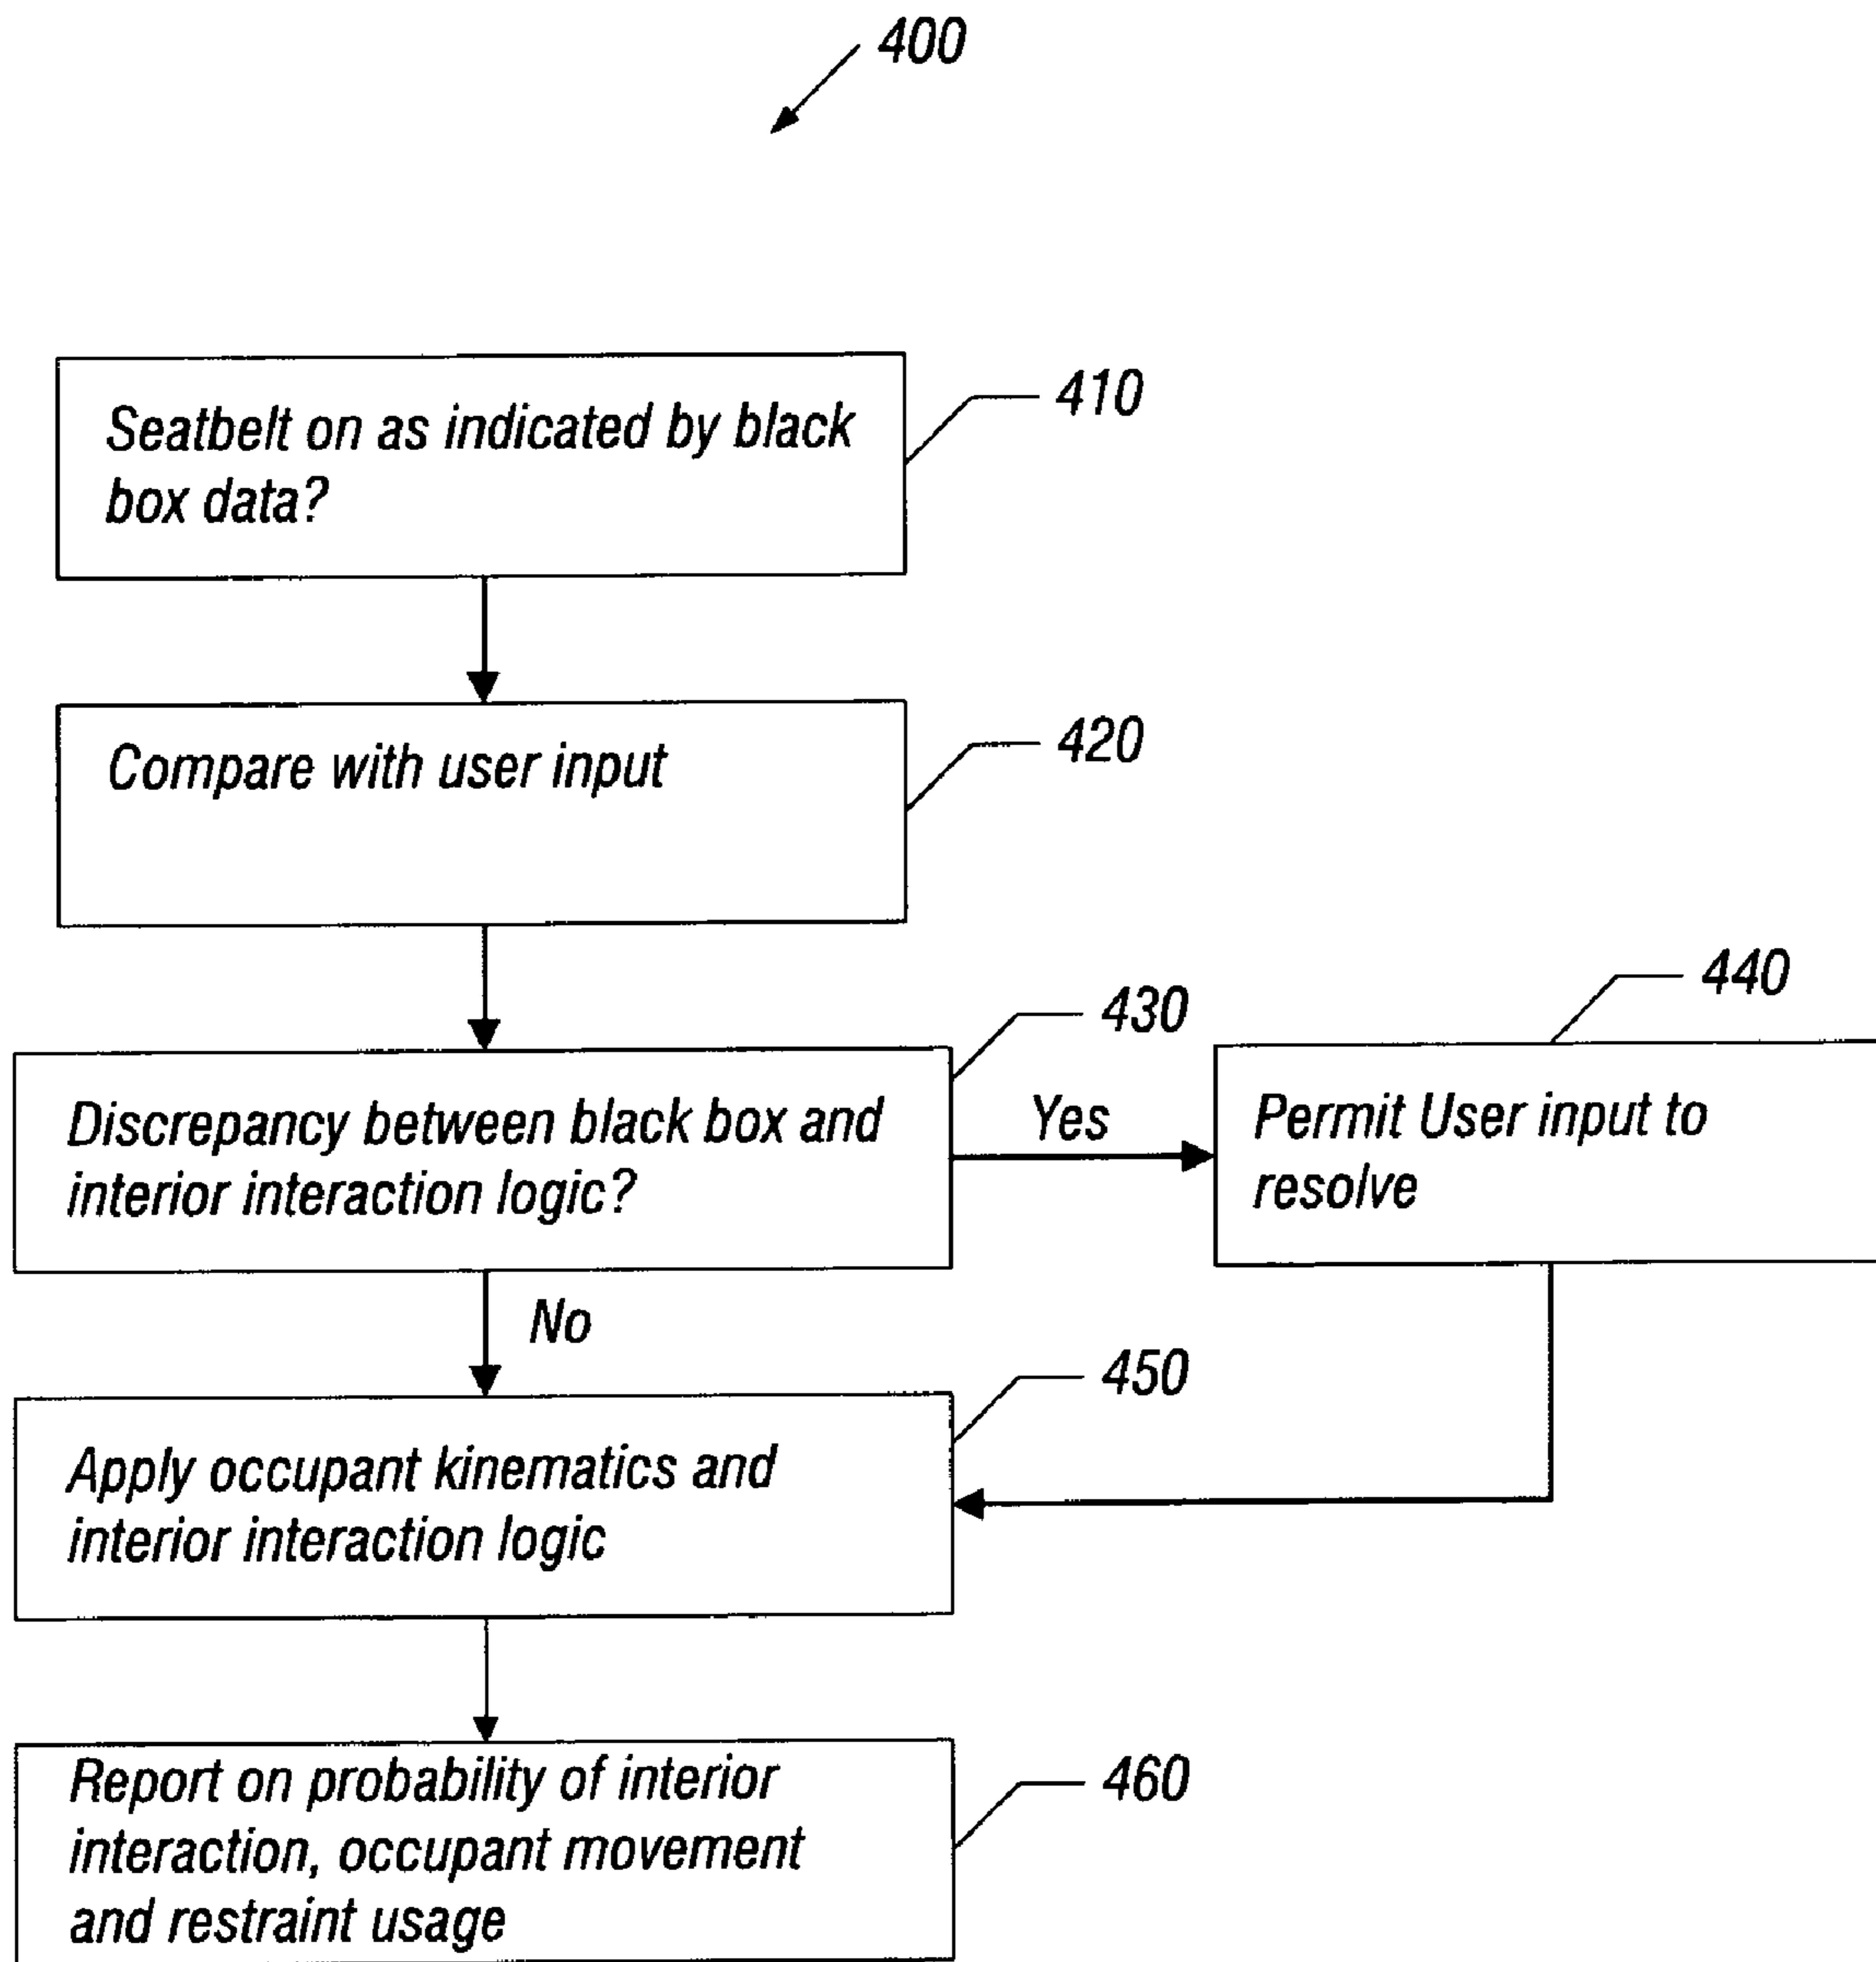 400
Seatbelt on as indicated by black
box data?
410
Compare with user input
420
Discrepancy between black box and
interior interaction logic?
430
Yes
Permit User input to
resolve
440
No
Apply occupant kinematics and
interior interaction logic
450
Report on probability of interior
interaction, occupant movement
and restraint usage
460